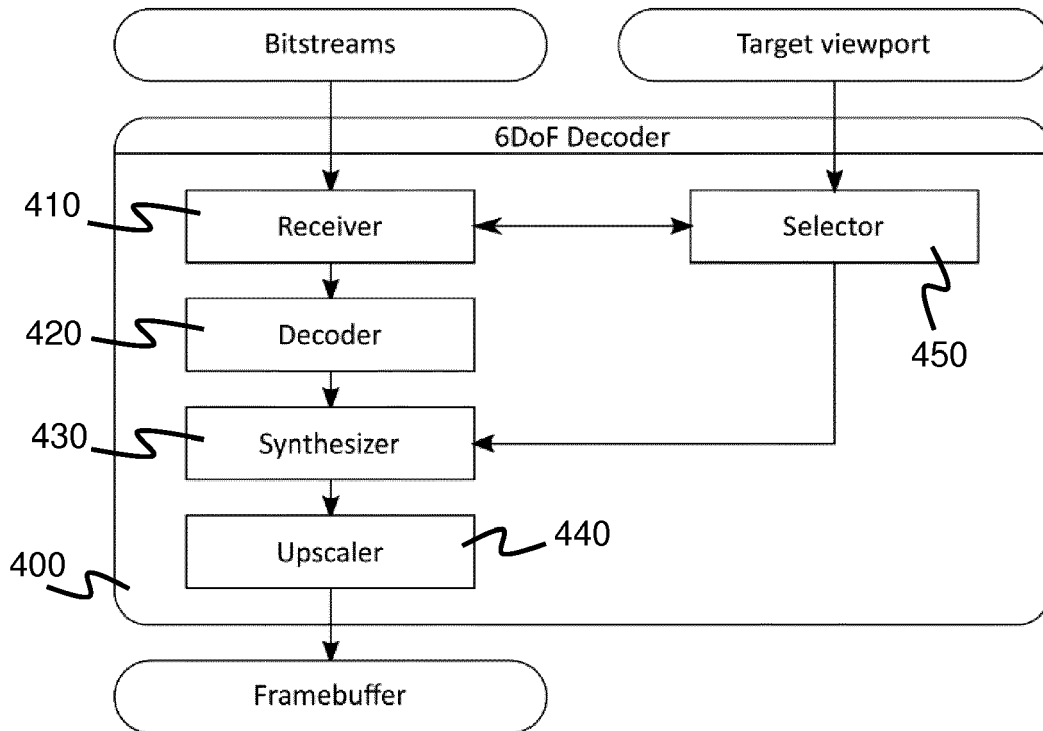 Bitstreams
Target viewport
6DoF Decoder
410
Receiver
Selector
420
Decoder
450
430
Synthesizer
440
Upscaler
400
Framebuffer